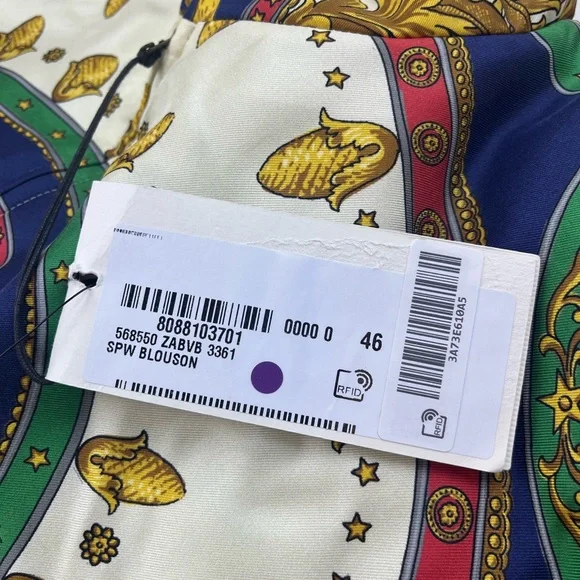 8088103701
0000 0
46
568550 ZABVB 3361
SPW BLOUSON
RFID
3A73E610A5
RFID